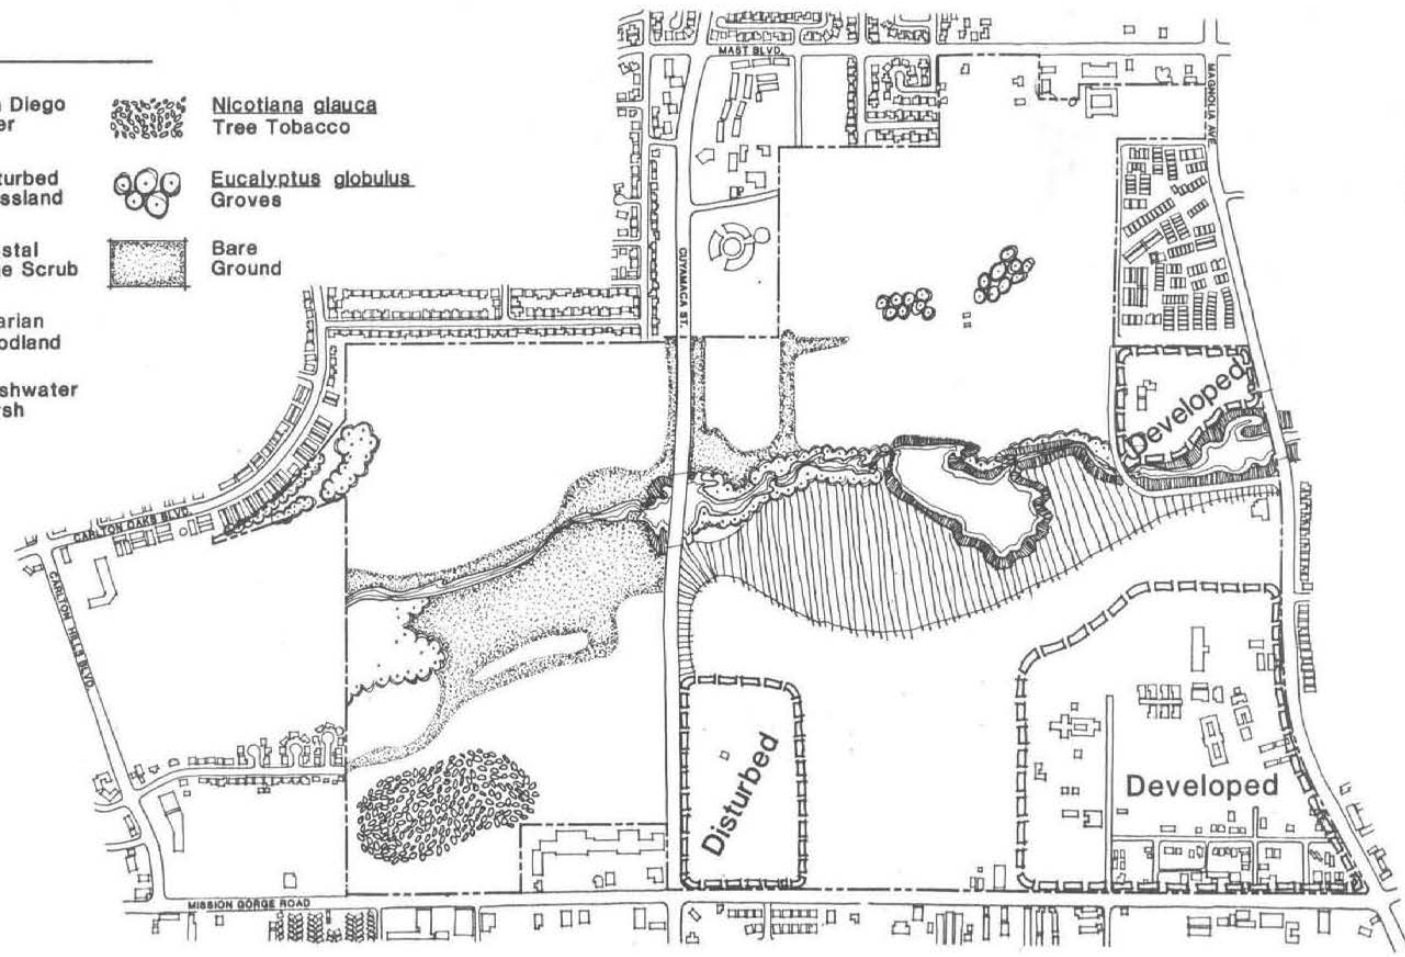 Diego
er
turbed
ssland
stal
e Scrub
arian
odland
shwater
rsh
Nicotiana glauca
Tree Tobacco
Eucalyptus globulus
Groves
Bare
Ground
MAST BLVD.
MAGNOLIA AVE.
CUYAMACA ST.
CARLTON OAKS BLVD.
CARLTON HILLS BLVD.
MISSION GORGE ROAD
Developed
Disturbed
Developed